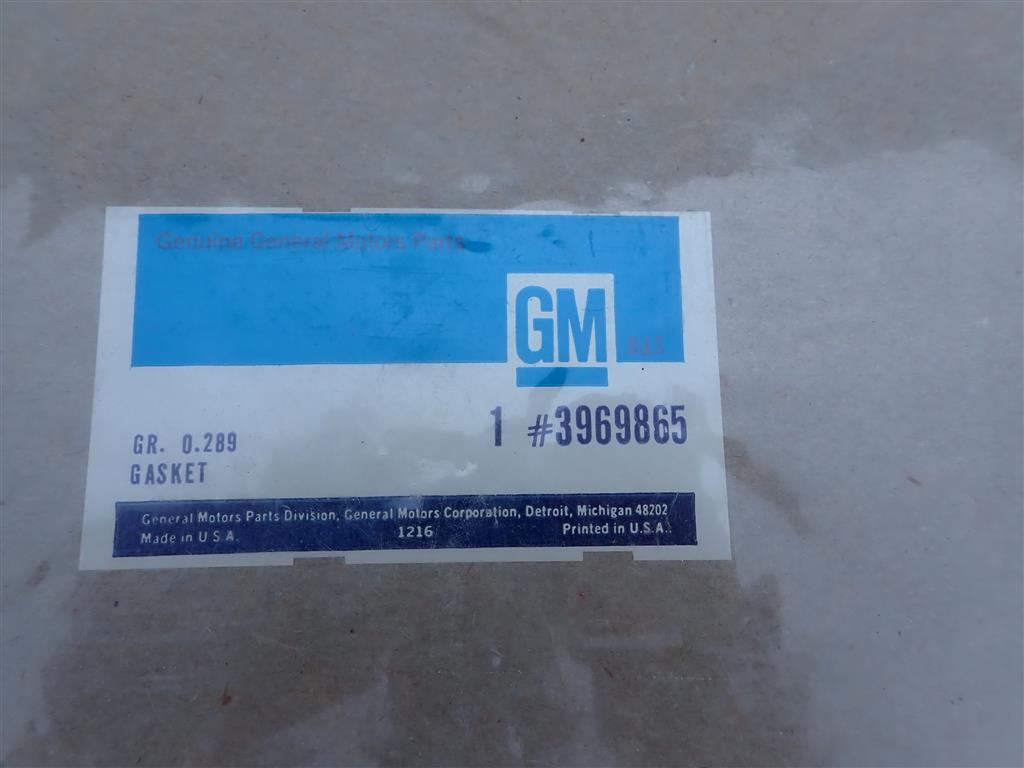 Genuine General Motors Parts
GM
1 #3969865
GR. 0.289
GASKET
General Motors Parts Division, General Motors Corporation, Detroit, Michigan 48202
Made in U S A. 1216 Printed in U.S.A..